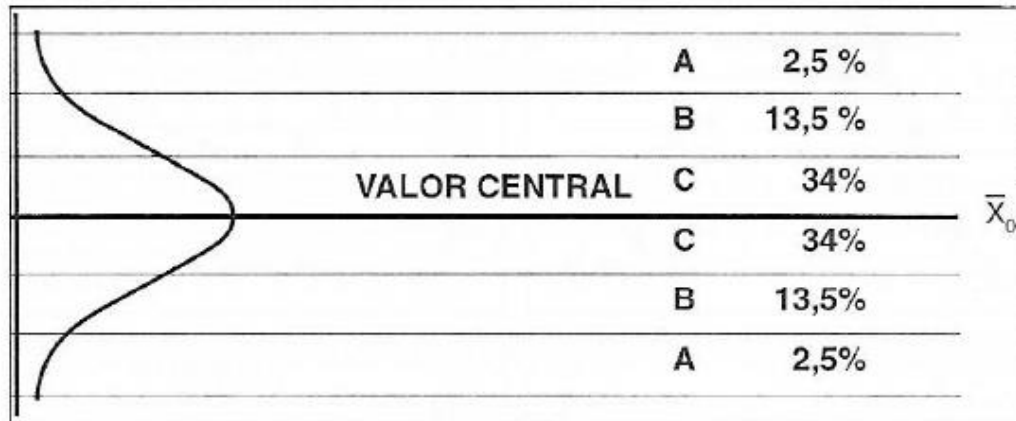 A 2,5 %
B 13,5 %
VALOR CENTRAL C 34%
X̅₀
C 34%
B 13,5%
A 2,5%